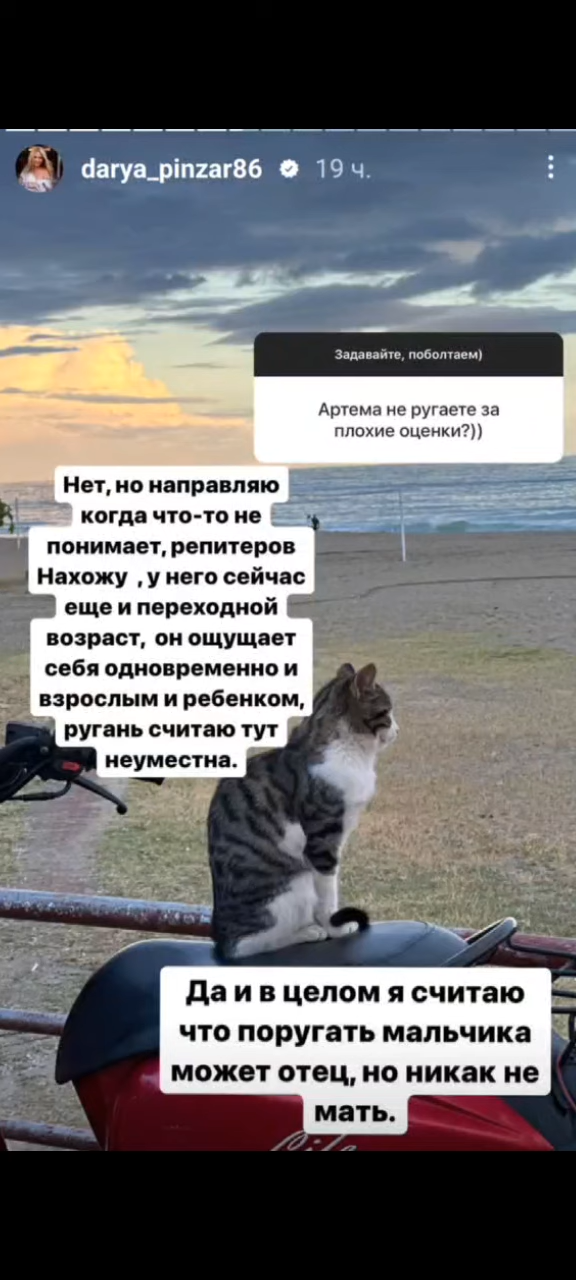 darya_pinzar86 19 ч.
Задавайте, поболтаем)
Артема не ругаете за
плохие оценки?))
Нет, но направляю
когда что-то не
понимает, репитеров
Нахожу , у него сейчас
еще и переходной
возраст, он ощущает
себя одновременно и
взрослым и ребенком,
ругань считаю тут
неуместна.
Да и в целом я считаю
что поругать мальчика
может отец, но никак не
мать.